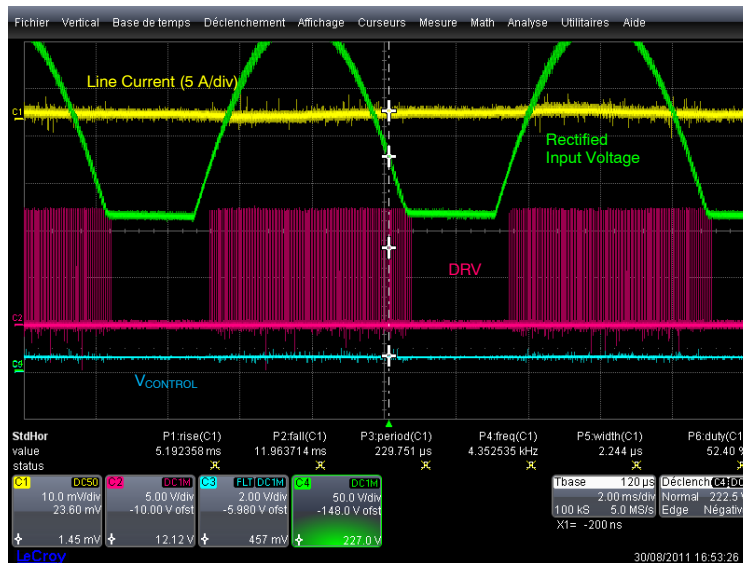 Fichier Vertical Base de temps Déclenchement Affichage Curseurs Mesure Math Analyse Utilitaires Aide
Line Current (5 A/div)
C1
Rectified
Input Voltage
DRV
C2
VCONTROL
StdHor P1:rise(C1) P2:fall(C1) P3:period(C1) P4:freq(C1) P5:width(C1) P6:duty(C1
value 5.192358 ms 11.963714 ms 229.751 µs 4.352535 kHz 2.244 µs 52.40 %
status
C1 DC50 C2 DC1M C3 FLT DC1M C4 DC1M Tbase 120 µs Déclench C4 DC
10.0 mV/div 5.00 V/div 2.00 V/div 50.0 V/div 2.00 ms/div Normal 222.5 V
23.60 mV -10.00 V ofst -5.980 V ofst -148.0 V ofst 100 kS 5.0 MS/s Edge Négativ
1.45 mV 12.12 V 457 mV 227.0 V X1= -200 ns
LeCroy 30/08/2011 16:53:26